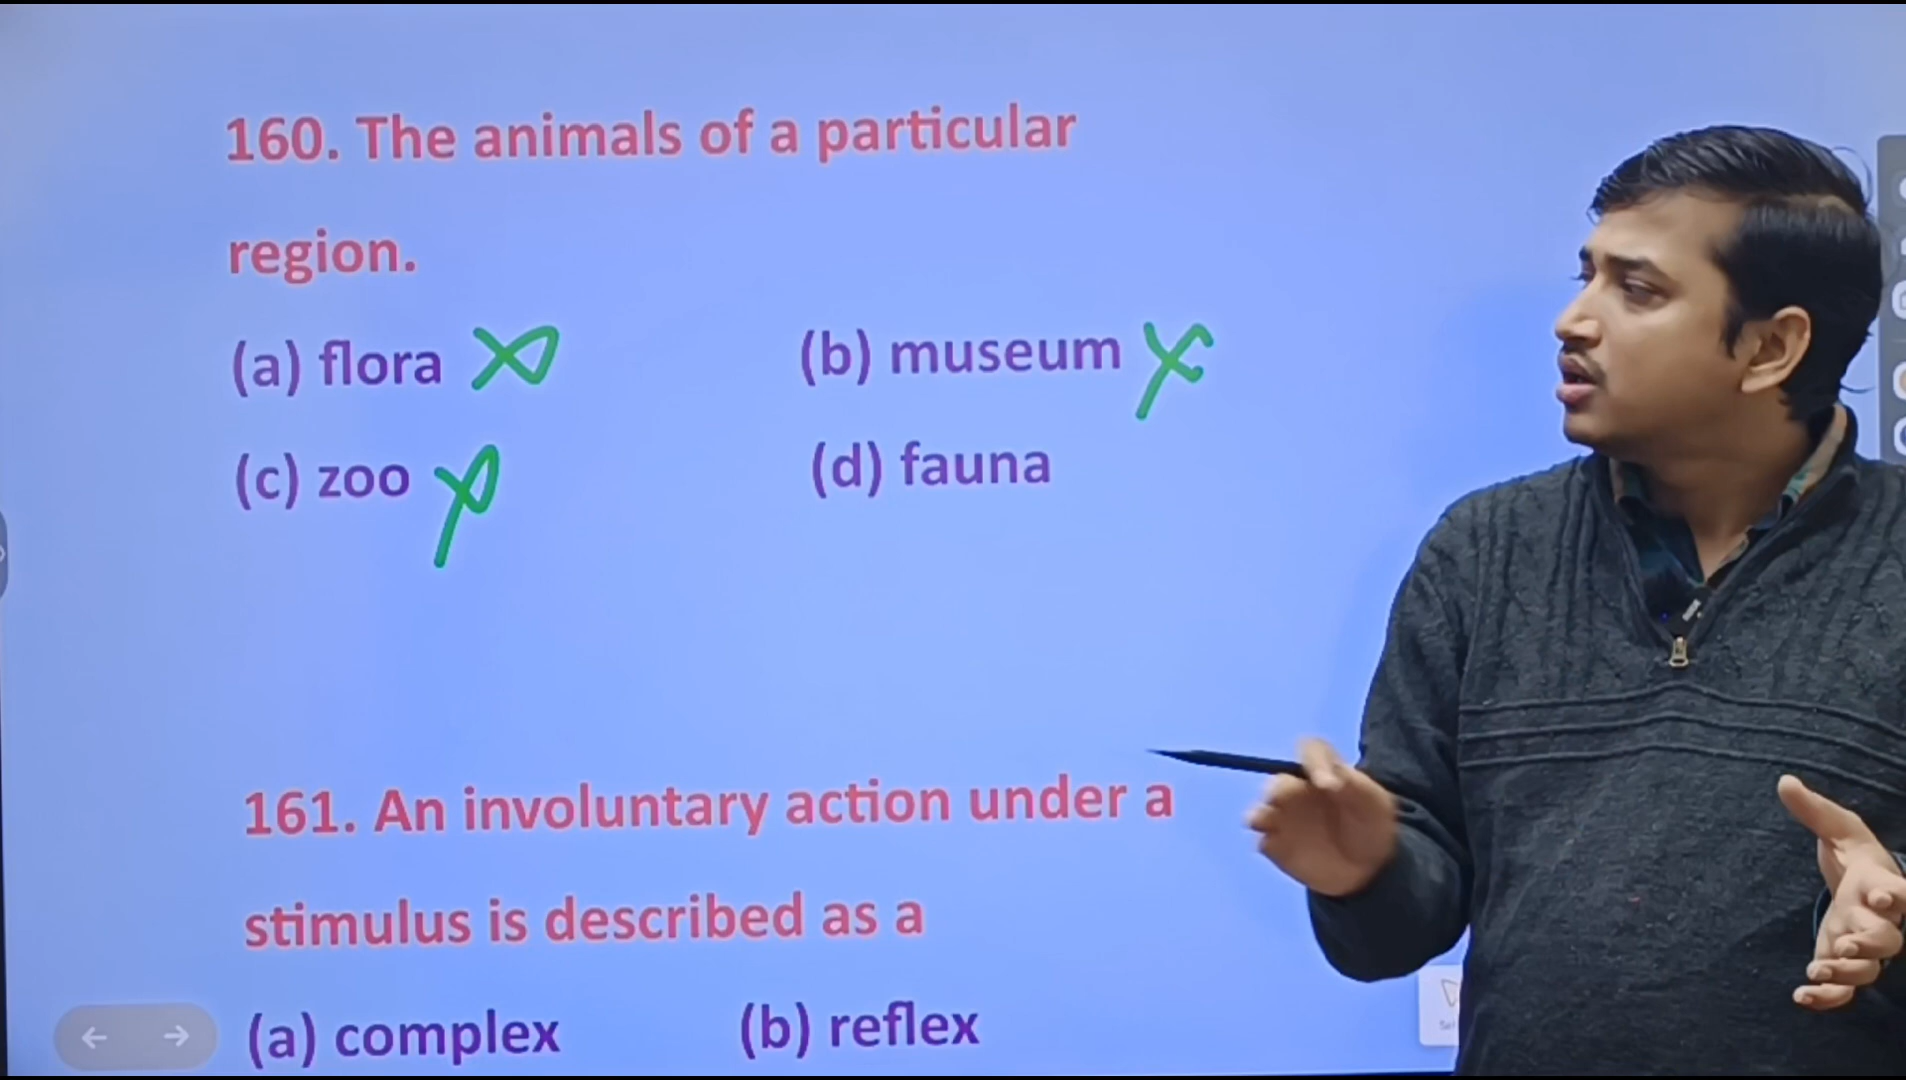 160. The animals of a particular
region.
(a) flora (b) museum
(c) zoo (d) fauna
161. An involuntary action under a
stimulus is described as a
(a) complex (b) reflex